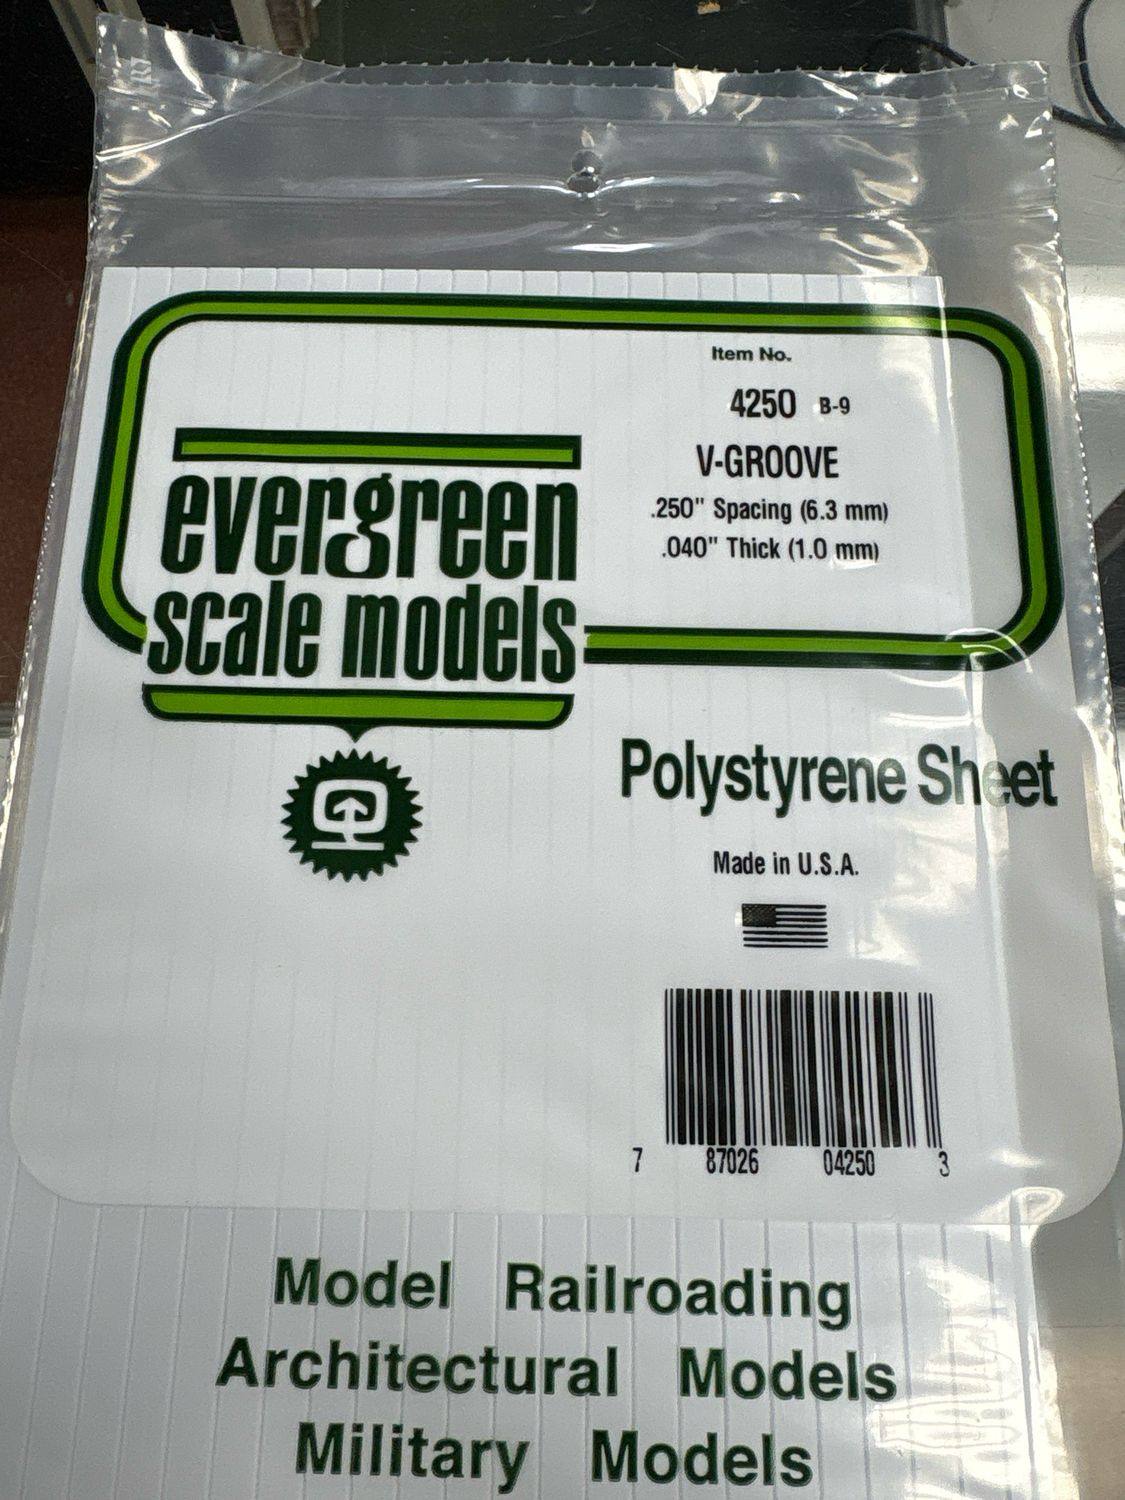 Item No.
4250 B-9
V-GROOVE
.250" Spacing (6.3 mm)
.040" Thick (1.0 mm)
evergreen
scale models
Polystyrene Sheet
Made in U.S.A.
7 87026 04250 3
Model Railroading
Architectural Models
Military Models